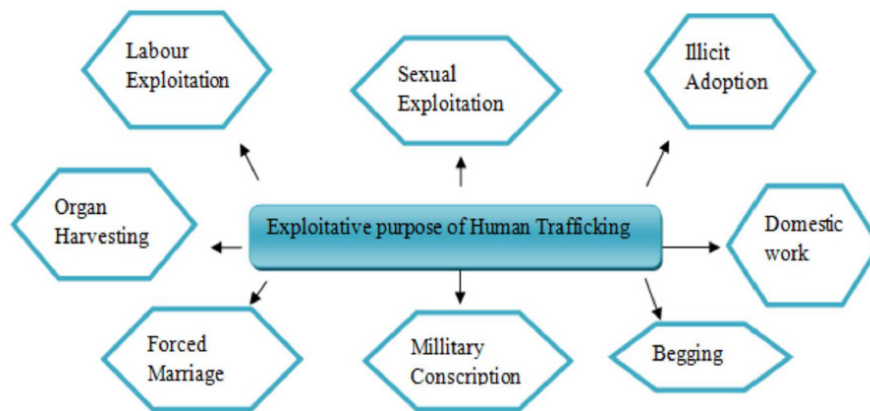 Labour
Exploitation
Sexual
Exploitation
Illicit
Adoption
Organ
Harvesting
Exploitative purpose of Human Trafficking
Domestic
work
Forced
Marriage
Millitary
Conscription
Begging